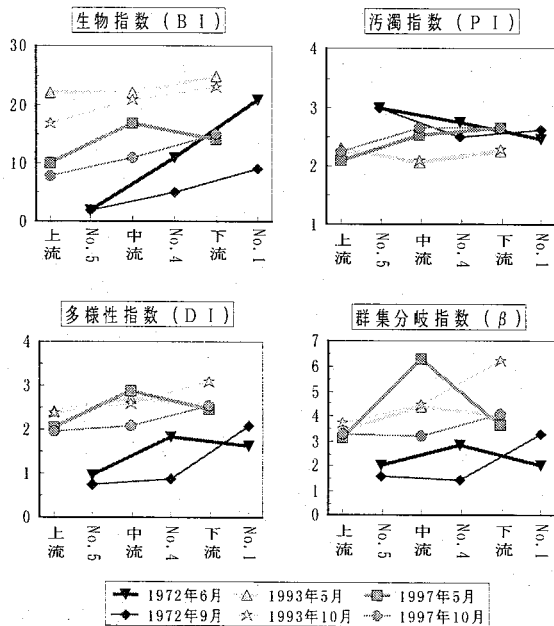 生物指数(BI)
汚濁指数(PI)
30
20
10
0
4
3
2
1
上流
No.5
中流
No.4
下流
No.1
上流
No.5
中流
No.4
下流
No.1
多様性指数(DI)
群集分岐指数(β)
4
3
2
1
0
7
6
5
4
3
2
1
0
上流
No.5
中流
No.4
下流
No.1
上流
No.5
中流
No.4
下流
No.1
1972年6月 1993年5月 1997年5月
1972年9月 1993年10月 1997年10月